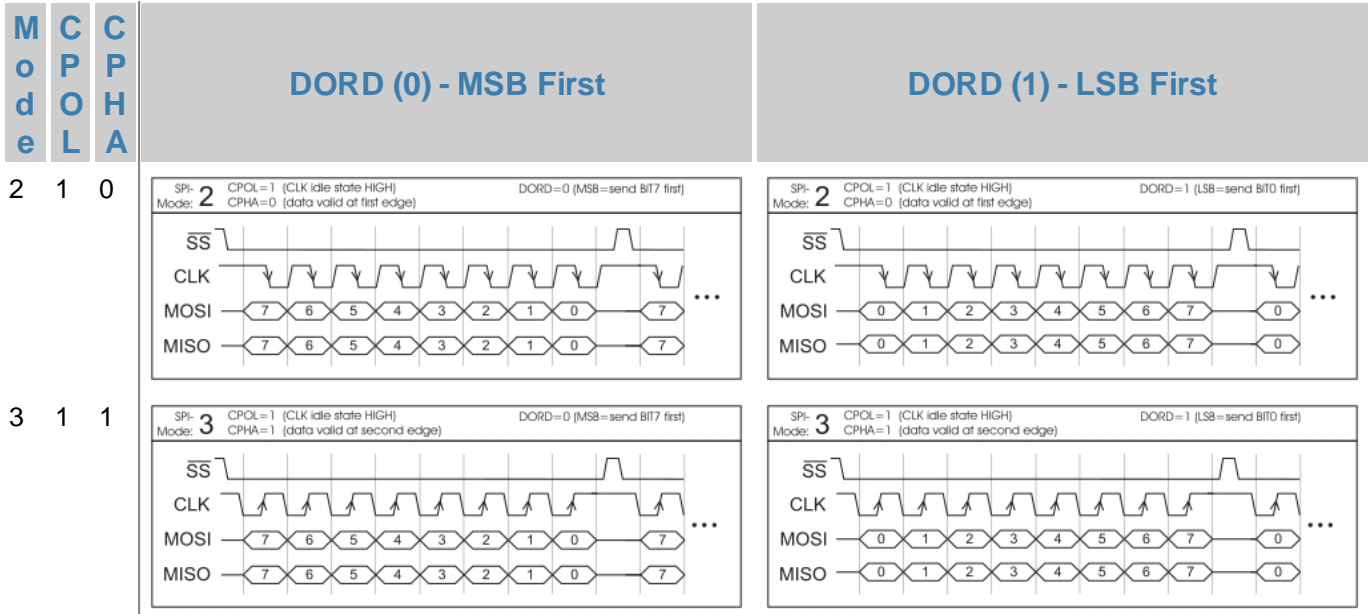 Mode CPOL CPHA DORD (0) - MSB First DORD (1) - LSB First
2 1 0
SPI-Mode: 2 CPOL=1 (CLK idle state HIGH) DORD=0 (MSB=send BIT7 first)
CPHA=0 (data valid at first edge)
SS
CLK
MOSI 7 6 5 4 3 2 1 0 7 ...
MISO 7 6 5 4 3 2 1 0 7
SPI-Mode: 2 CPOL=1 (CLK idle state HIGH) DORD=1 (LSB=send BIT0 first)
CPHA=0 (data valid at first edge)
SS
CLK
MOSI 0 1 2 3 4 5 6 7 0 ...
MISO 0 1 2 3 4 5 6 7 0
3 1 1
SPI-Mode: 3 CPOL=1 (CLK idle state HIGH) DORD=0 (MSB=send BIT7 first)
CPHA=1 (data valid at second edge)
SS
CLK
MOSI 7 6 5 4 3 2 1 0 7 ...
MISO 7 6 5 4 3 2 1 0 7
SPI-Mode: 3 CPOL=1 (CLK idle state HIGH) DORD=1 (LSB=send BIT0 first)
CPHA=1 (data valid at second edge)
SS
CLK
MOSI 0 1 2 3 4 5 6 7 0 ...
MISO 0 1 2 3 4 5 6 7 0